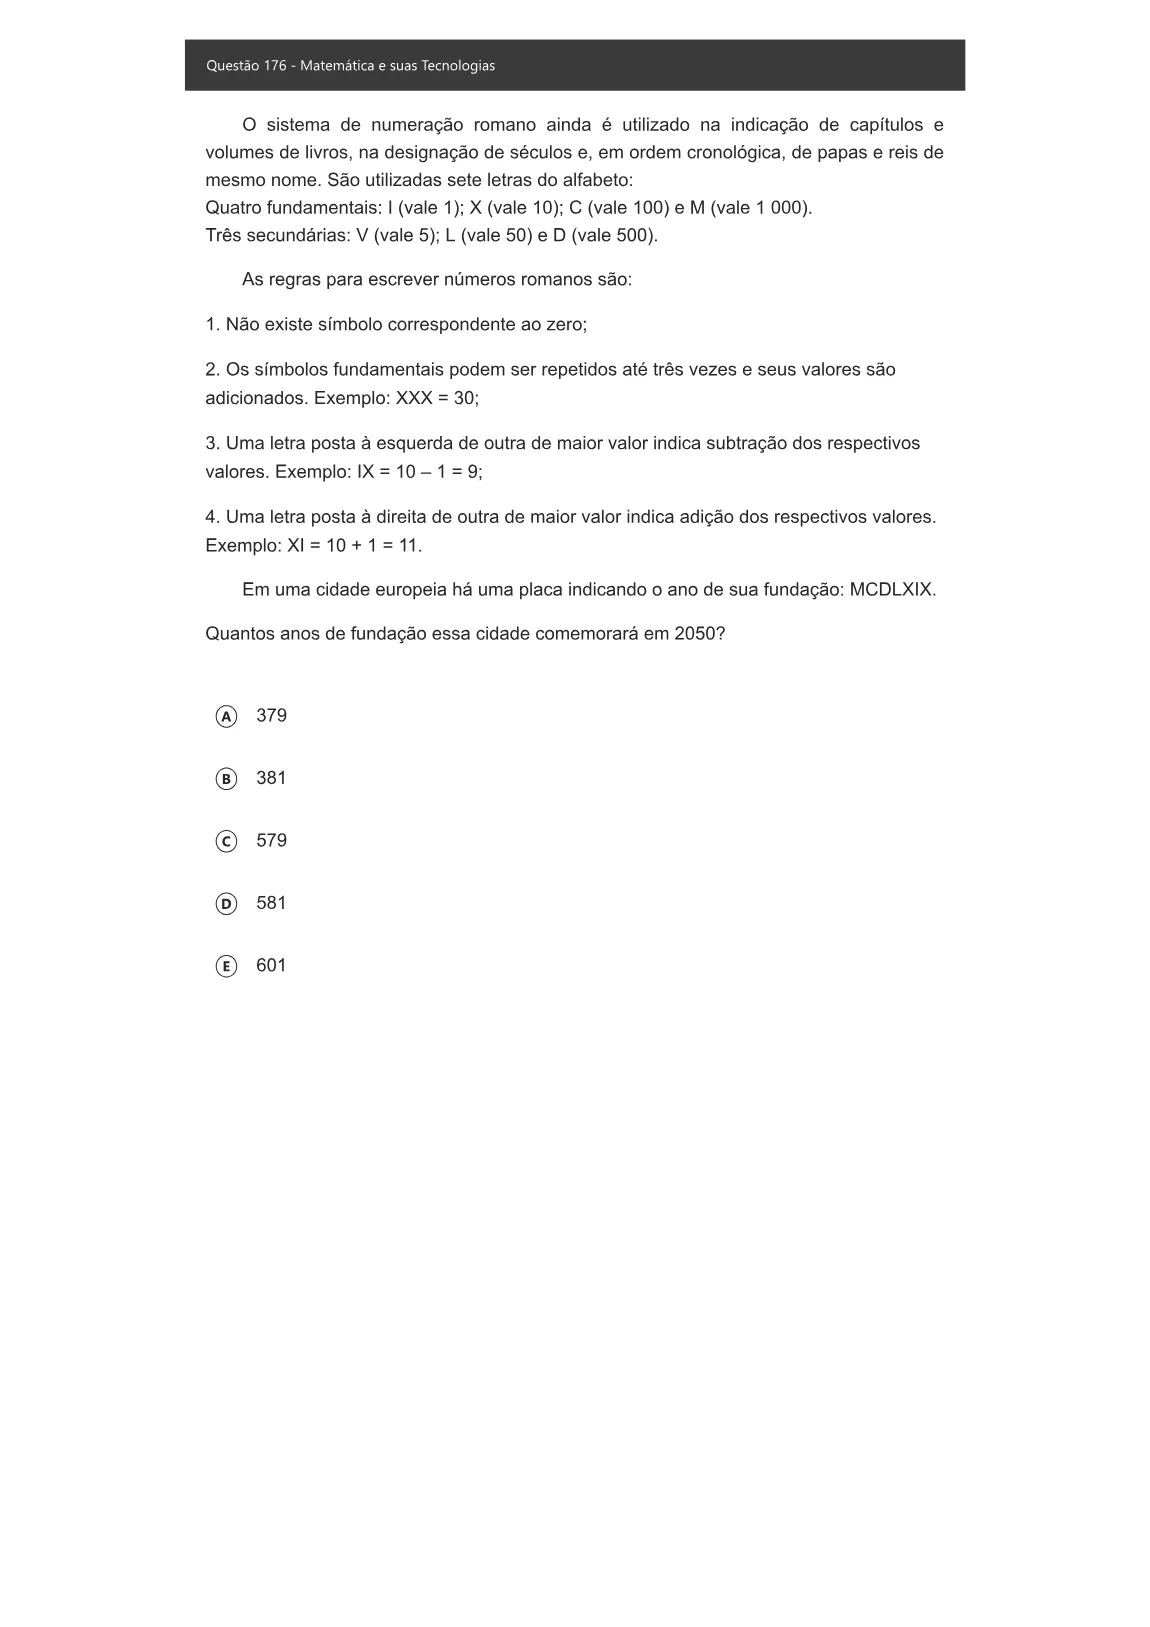 Questão 176 - Matemática e suas Tecnologias
O sistema de numeração romano ainda é utilizado na indicação de capítulos e
volumes de livros, na designação de séculos e, em ordem cronológica, de papas e reis de
mesmo nome. São utilizadas sete letras do alfabeto:
Quatro fundamentais: I (vale 1); X (vale 10); C (vale 100) e M (vale 1 000).
Três secundárias: V (vale 5); L (vale 50) e D (vale 500).
As regras para escrever números romanos são:
1. Não existe símbolo correspondente ao zero;
2. Os símbolos fundamentais podem ser repetidos até três vezes e seus valores são
adicionados. Exemplo: XXX = 30;
3. Uma letra posta à esquerda de outra de maior valor indica subtração dos respectivos
valores. Exemplo: IX = 10 – 1 = 9;
4. Uma letra posta à direita de outra de maior valor indica adição dos respectivos valores.
Exemplo: XI = 10 + 1 = 11.
Em uma cidade europeia há uma placa indicando o ano de sua fundação: MCDLXIX.
Quantos anos de fundação essa cidade comemorará em 2050?
A 379
B 381
C 579
D 581
E 601